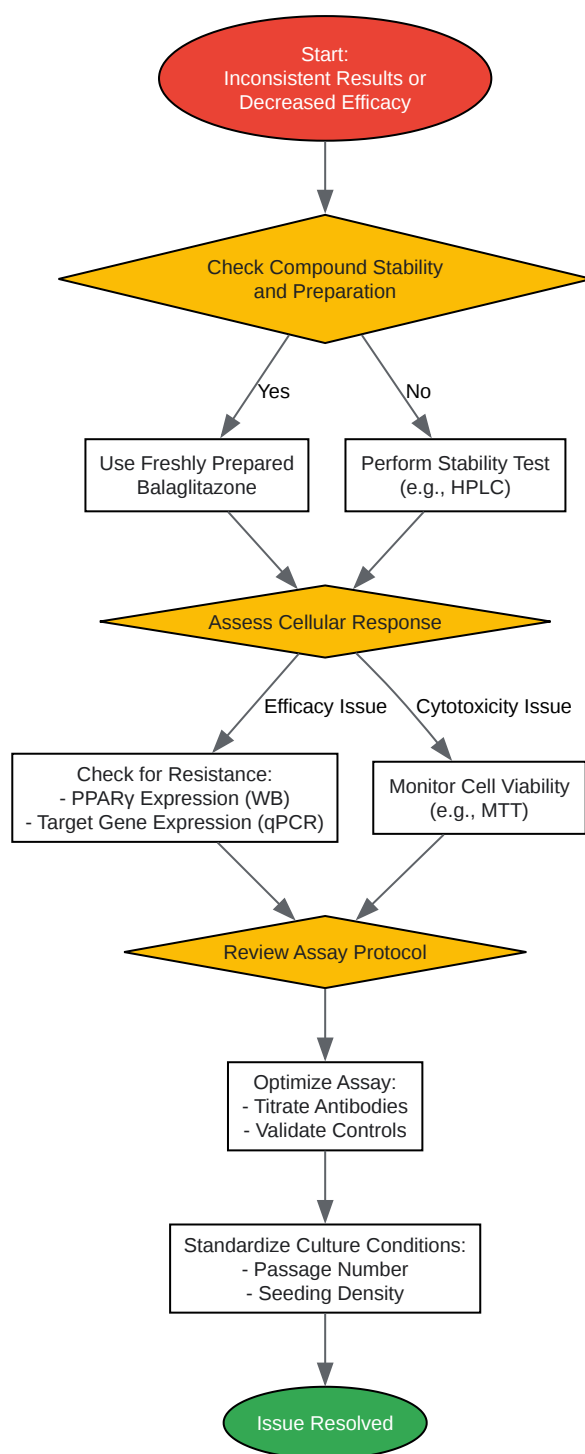 Start:
Inconsistent Results or
Decreased Efficacy
Check Compound Stability
and Preparation
Yes
No
Use Freshly Prepared
Balaglitazone
Perform Stability Test
(e.g., HPLC)
Assess Cellular Response
Efficacy Issue
Cytotoxicity Issue
Check for Resistance:
- PPARγ Expression (WB)
- Target Gene Expression (qPCR)
Monitor Cell Viability
(e.g., MTT)
Review Assay Protocol
Optimize Assay:
- Titrate Antibodies
- Validate Controls
Standardize Culture Conditions:
- Passage Number
- Seeding Density
Issue Resolved